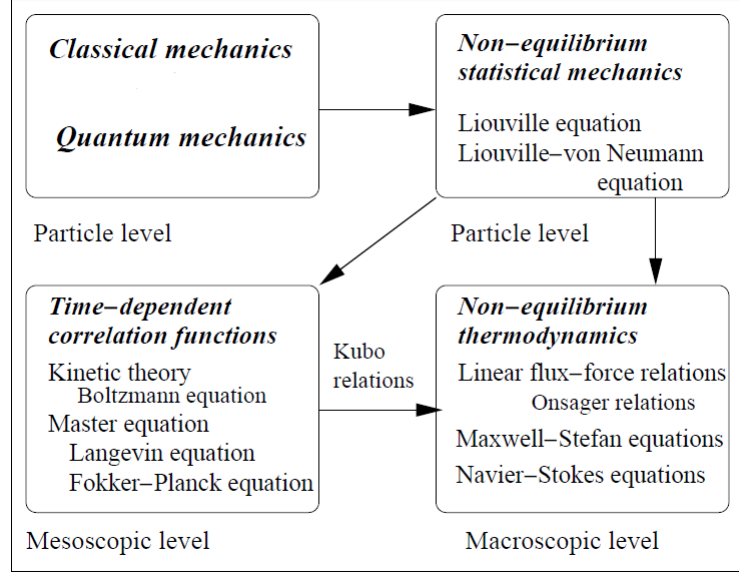 Classical mechanics
Quantum mechanics
Particle level
Non−equilibrium
statistical mechanics
Liouville equation
Liouville−von Neumann
equation
Particle level
Time−dependent
correlation functions
Kinetic theory
Boltzmann equation
Master equation
Langevin equation
Fokker−Planck equation
Mesoscopic level
Kubo
relations
Non−equilibrium
thermodynamics
Linear flux−force relations
Onsager relations
Maxwell−Stefan equations
Navier−Stokes equations
Macroscopic level